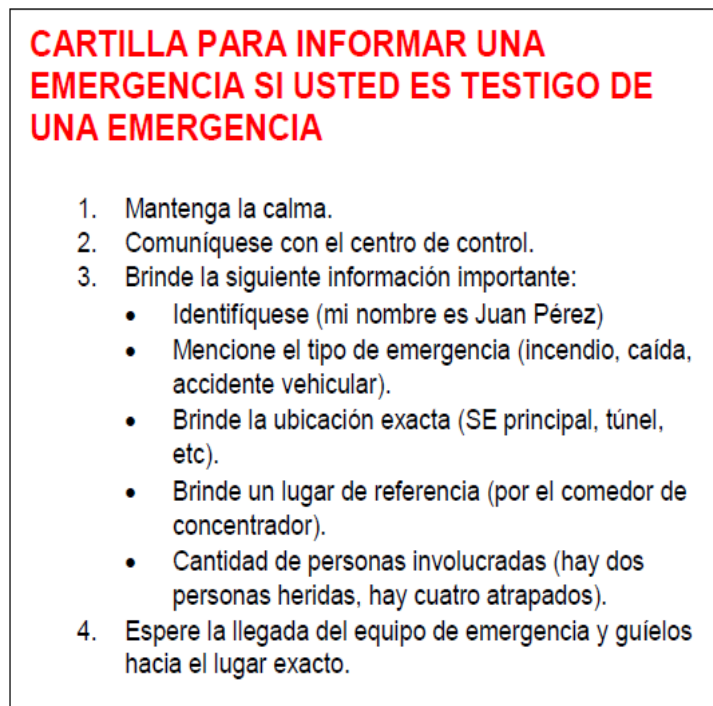 CARTILLA PARA INFORMAR UNA
EMERGENCIA SI USTED ES TESTIGO DE
UNA EMERGENCIA
1. Mantenga la calma.
2. Comuníquese con el centro de control.
3. Brinde la siguiente información importante:
• Identifíquese (mi nombre es Juan Pérez)
• Mencione el tipo de emergencia (incendio, caída,
accidente vehicular).
• Brinde la ubicación exacta (SE principal, túnel,
etc).
• Brinde un lugar de referencia (por el comedor de
concentrador).
• Cantidad de personas involucradas (hay dos
personas heridas, hay cuatro atrapados).
4. Espere la llegada del equipo de emergencia y guíelos
hacia el lugar exacto.